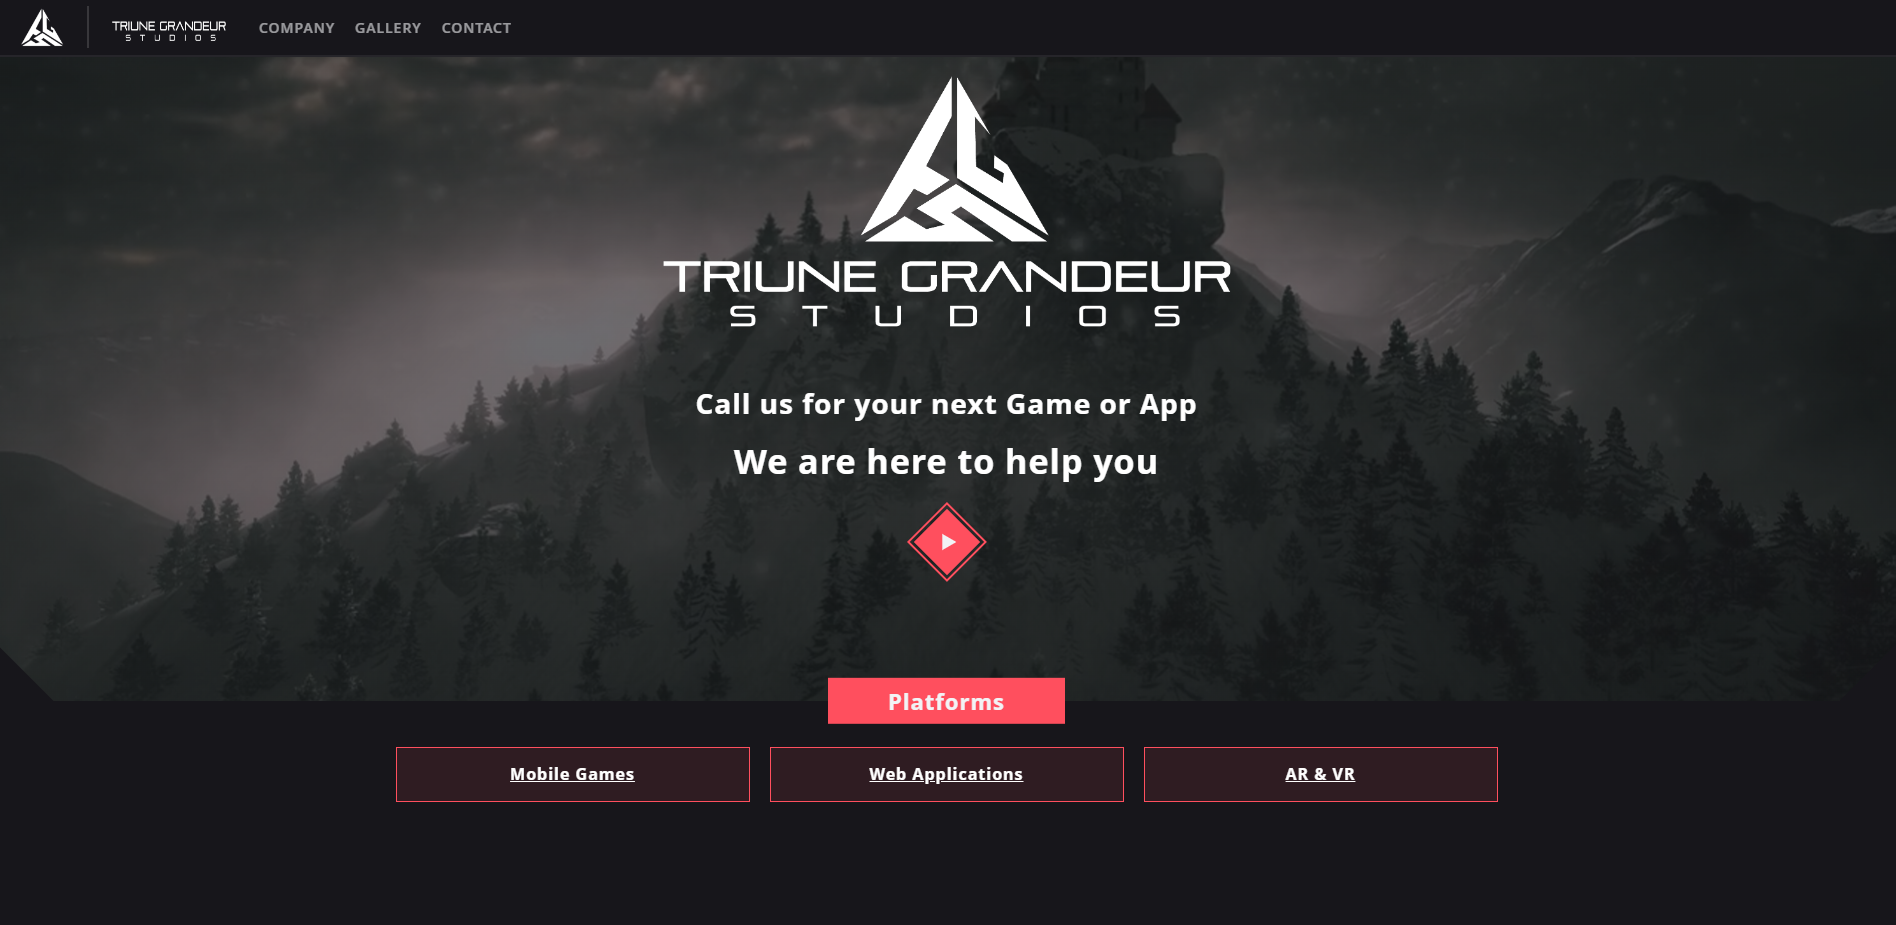 TRIUNE GRANDEUR
STUDIOS
COMPANY GALLERY CONTACT
TRIUNE GRANDEUR
STUDIOS
Call us for your next Game or App
We are here to help you
Platforms
Mobile Games
Web Applications
AR & VR